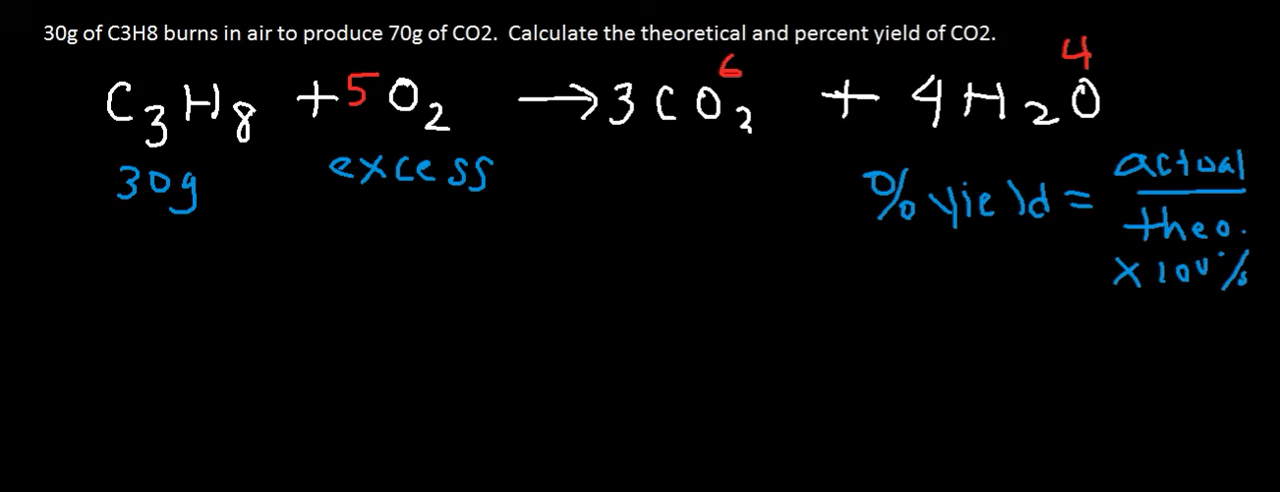 30g of C3H8 burns in air to produce 70g of CO2.  Calculate the theoretical and percent yield of CO2.
6 4
C3H8 + 5 O2 → 3 CO2 + 4 H2O
30g excess
% yield = actual / theo. x 100%